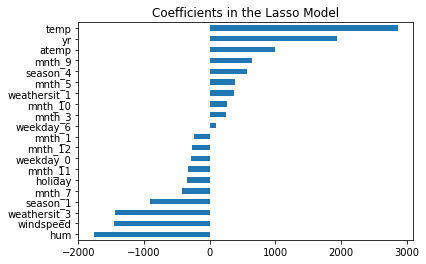 Coefficients in the Lasso Model
temp
yr
atemp
mnth_9
season_4
mnth_5
weathersit_1
mnth_10
mnth_3
weekday_6
mnth_1
mnth_12
weekday_0
mnth_11
holiday
mnth_7
season_1
weathersit_3
windspeed
hum
−2000 −1000 0 1000 2000 3000